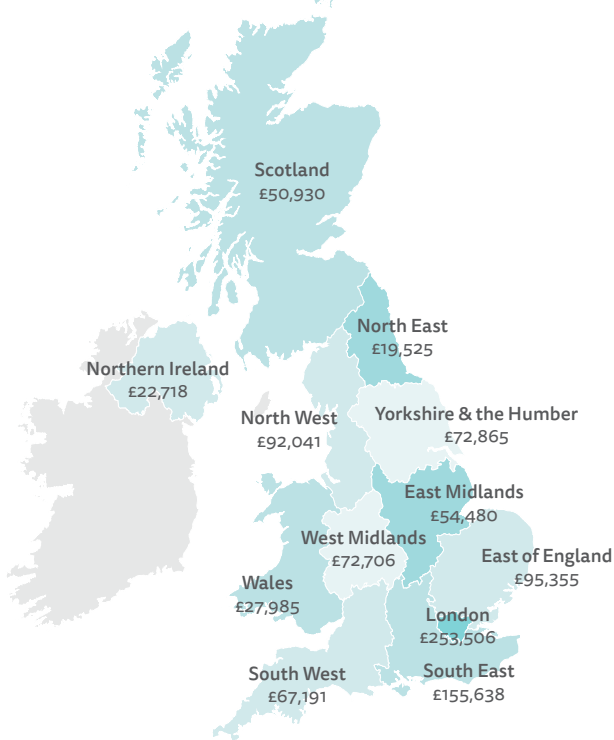 Scotland
£50,930
North East
£19,525
Northern Ireland
£22,718
North West
£92,041
Yorkshire & the Humber
£72,865
East Midlands
£54,480
West Midlands
£72,706
East of England
£95,355
Wales
£27,985
London
£253,506
South West
£67,191
South East
£155,638